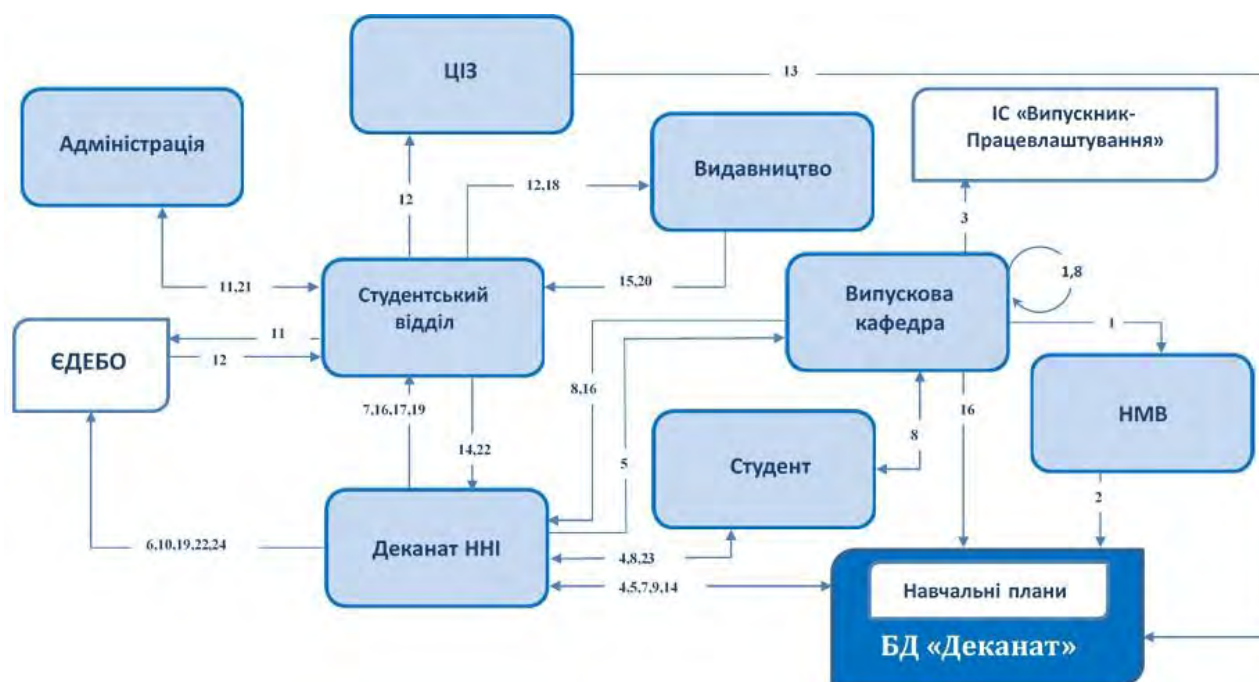 ЦІЗ
13
ІС «Випускник-
Працевлаштування»
Адміністрація
Видавництво
12,18
12
3
11,21
Студентський
відділ
15,20
Випускова
кафедра
1,8
11
1
ЄДЕБО
12
8,16
7,16,17,19
16
НМВ
8
14,22
5
Студент
2
6,10,19,22,24
Деканат ННІ
4,8,23
4,5,7,9,14
Навчальні плани
БД «Деканат»